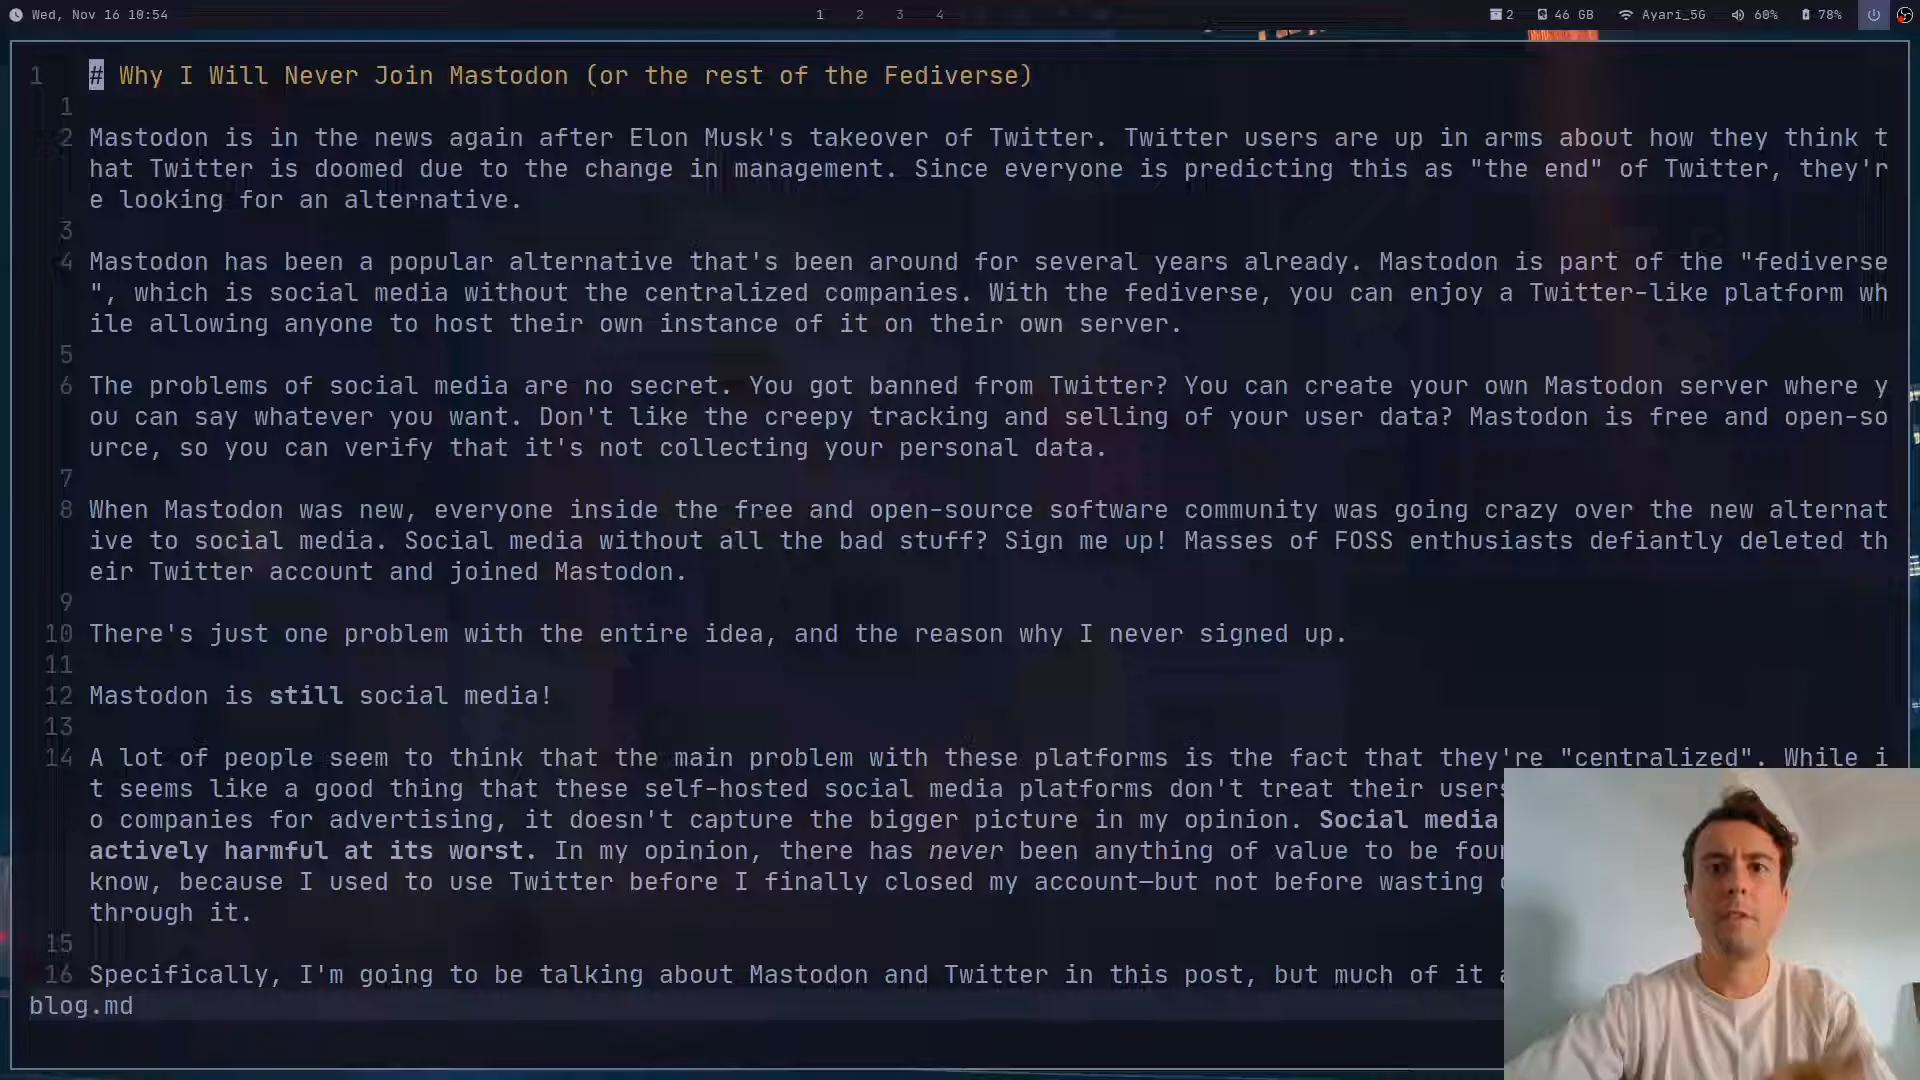 Wed, Nov 16 10:54 1 2 3 4 2 46 GB Ayari_5G 60% 78%
1 # Why I Will Never Join Mastodon (or the rest of the Fediverse)
1
2 Mastodon is in the news again after Elon Musk's takeover of Twitter. Twitter users are up in arms about how they think t
hat Twitter is doomed due to the change in management. Since everyone is predicting this as "the end" of Twitter, they'r
e looking for an alternative.
3
4 Mastodon has been a popular alternative that's been around for several years already. Mastodon is part of the "fediverse
", which is social media without the centralized companies. With the fediverse, you can enjoy a Twitter-like platform wh
ile allowing anyone to host their own instance of it on their own server.
5
6 The problems of social media are no secret. You got banned from Twitter? You can create your own Mastodon server where y
ou can say whatever you want. Don't like the creepy tracking and selling of your user data? Mastodon is free and open-so
urce, so you can verify that it's not collecting your personal data.
7
8 When Mastodon was new, everyone inside the free and open-source software community was going crazy over the new alternat
ive to social media. Social media without all the bad stuff? Sign me up! Masses of FOSS enthusiasts defiantly deleted th
eir Twitter account and joined Mastodon.
9
10 There's just one problem with the entire idea, and the reason why I never signed up.
11
12 Mastodon is still social media!
13
14 A lot of people seem to think that the main problem with these platforms is the fact that they're "centralized". While i
t seems like a good thing that these self-hosted social media platforms don't treat their users
o companies for advertising, it doesn't capture the bigger picture in my opinion. Social media
actively harmful at its worst. In my opinion, there has never been anything of value to be fou
know, because I used to use Twitter before I finally closed my account—but not before wasting
through it.
15
16 Specifically, I'm going to be talking about Mastodon and Twitter in this post, but much of it a
blog.md